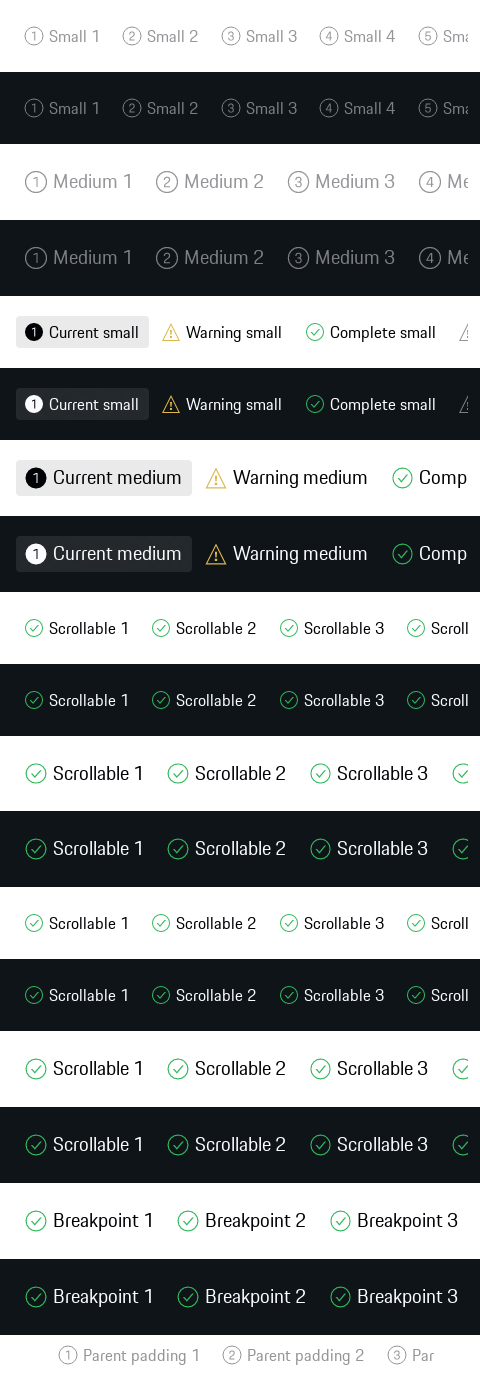 1 Small 1 2 Small 2 3 Small 3 4 Small 4 5 Sma
1 Small 1 2 Small 2 3 Small 3 4 Small 4 5 Sma
1 Medium 1 2 Medium 2 3 Medium 3 4 Me
1 Medium 1 2 Medium 2 3 Medium 3 4 Me
1 Current small Warning small Complete small
1 Current small Warning small Complete small
1 Current medium Warning medium Comp
1 Current medium Warning medium Comp
Scrollable 1 Scrollable 2 Scrollable 3 Scroll
Scrollable 1 Scrollable 2 Scrollable 3 Scroll
Scrollable 1 Scrollable 2 Scrollable 3
Scrollable 1 Scrollable 2 Scrollable 3
Scrollable 1 Scrollable 2 Scrollable 3 Scroll
Scrollable 1 Scrollable 2 Scrollable 3 Scroll
Scrollable 1 Scrollable 2 Scrollable 3
Scrollable 1 Scrollable 2 Scrollable 3
Breakpoint 1 Breakpoint 2 Breakpoint 3
Breakpoint 1 Breakpoint 2 Breakpoint 3
1 Parent padding 1 2 Parent padding 2 3 Par